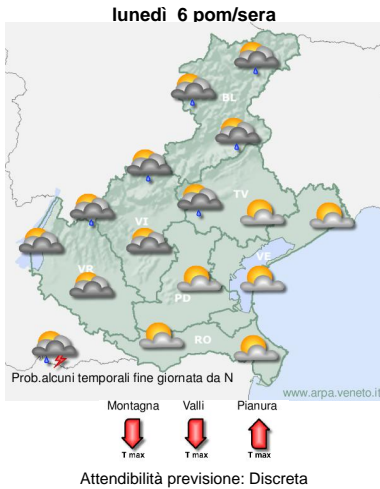 lunedì 6 pom/sera
BL
TV
VI
VE
VR
PD
RO
Prob.alcuni temporali fine giornata da N
www.arpa.veneto.it
Montagna Valli Pianura
T max T max T max
Attendibilità previsione: Discreta